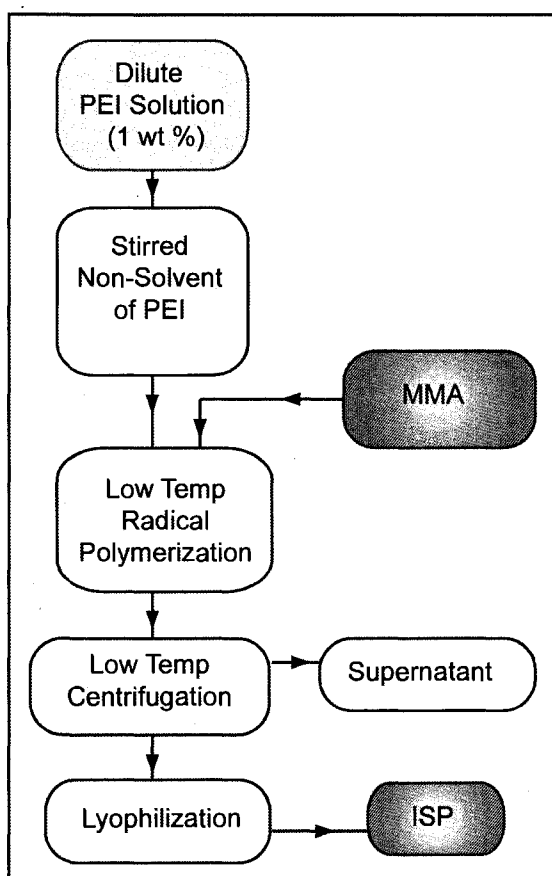 Dilute
PEI Solution
(1 wt %)
Stirred
Non-Solvent
of PEI
MMA
Low Temp
Radical
Polymerization
Low Temp
Centrifugation
Supernatant
Lyophilization
ISP